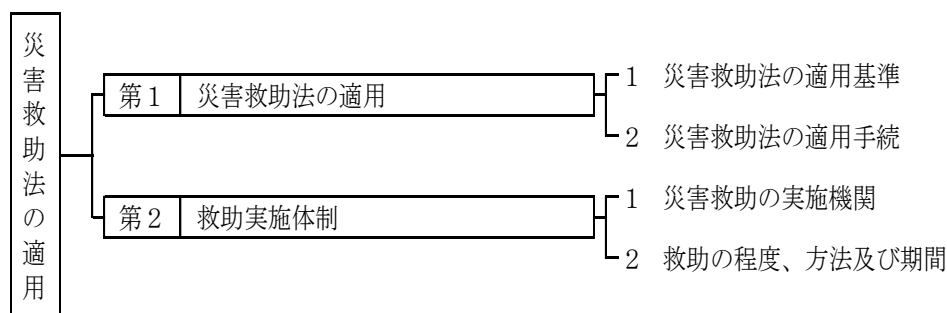 災害救助法の適用
第1 災害救助法の適用
1 災害救助法の適用基準
2 災害救助法の適用手続
第2 救助実施体制
1 災害救助の実施機関
2 救助の程度、方法及び期間